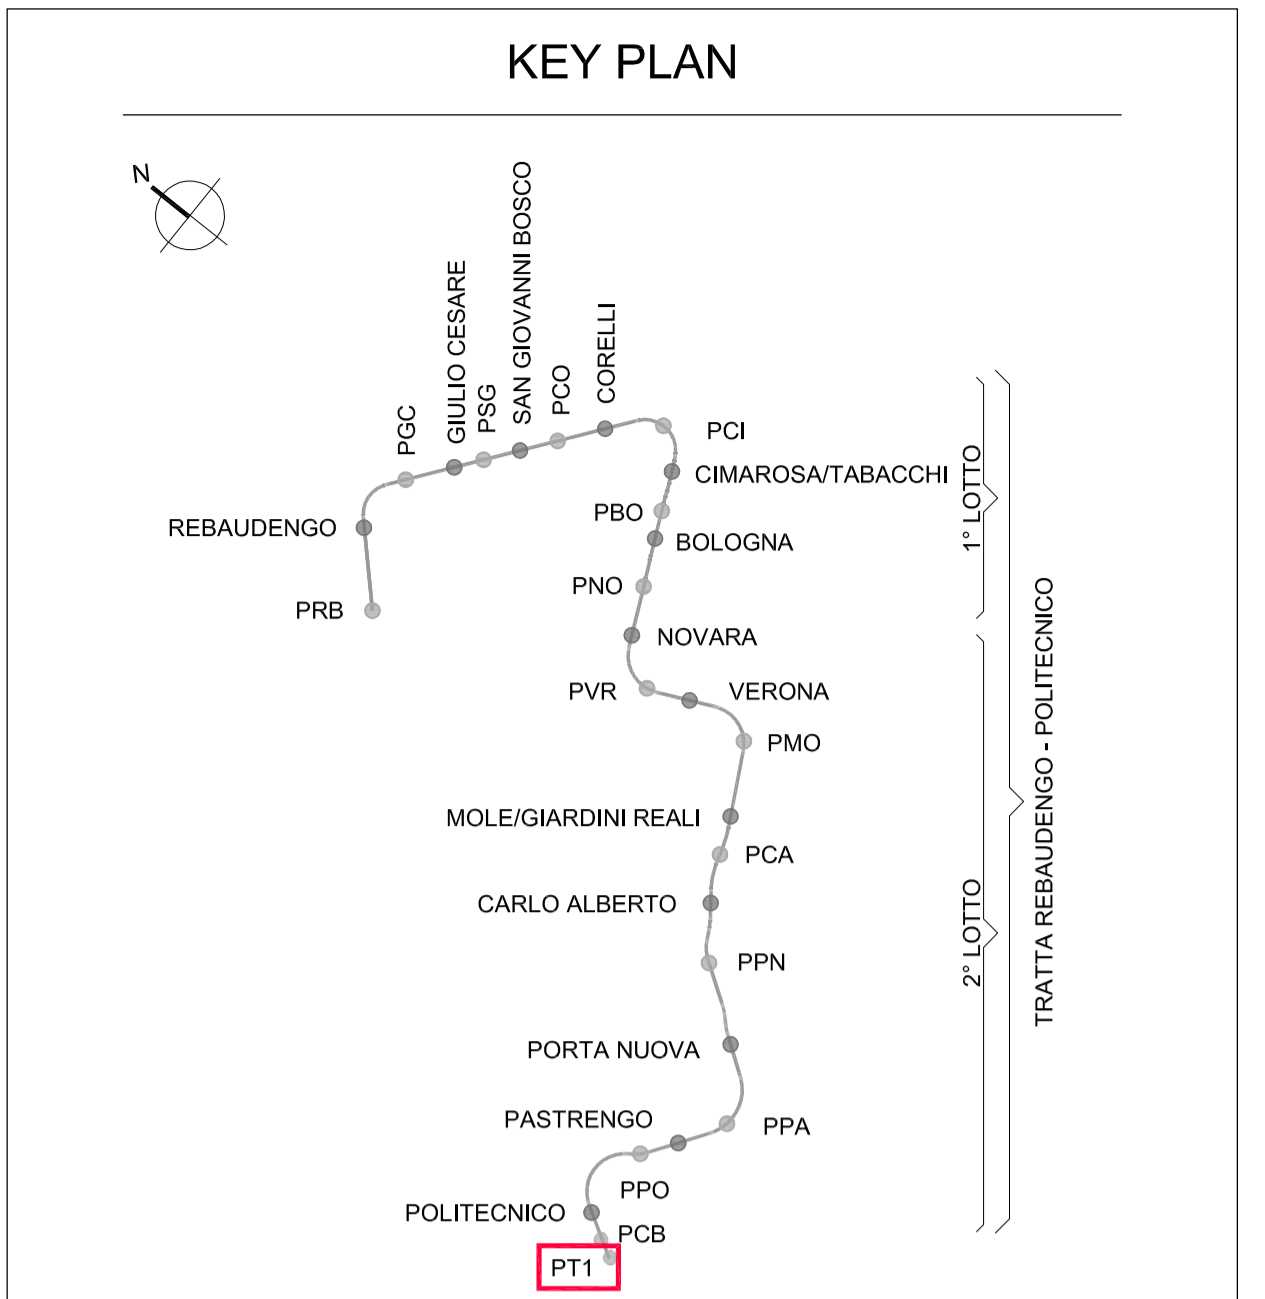 KEY PLAN
N
PGC
GIULIO CESARE
PSG
SAN GIOVANNI BOSCO
PCO
CORELLI
PCI
CIMAROSA/TABACCHI
REBAUDENGO
PBO
BOLOGNA
PNO
PRB
NOVARA
PVR
VERONA
PMO
MOLE/GIARDINI REALI
PCA
CARLO ALBERTO
PPN
PORTA NUOVA
PASTRENGO
PPA
PPO
POLITECNICO
PCB
PT1
1° LOTTO
2° LOTTO
TRATTA REBAUDENGO - POLITECNICO